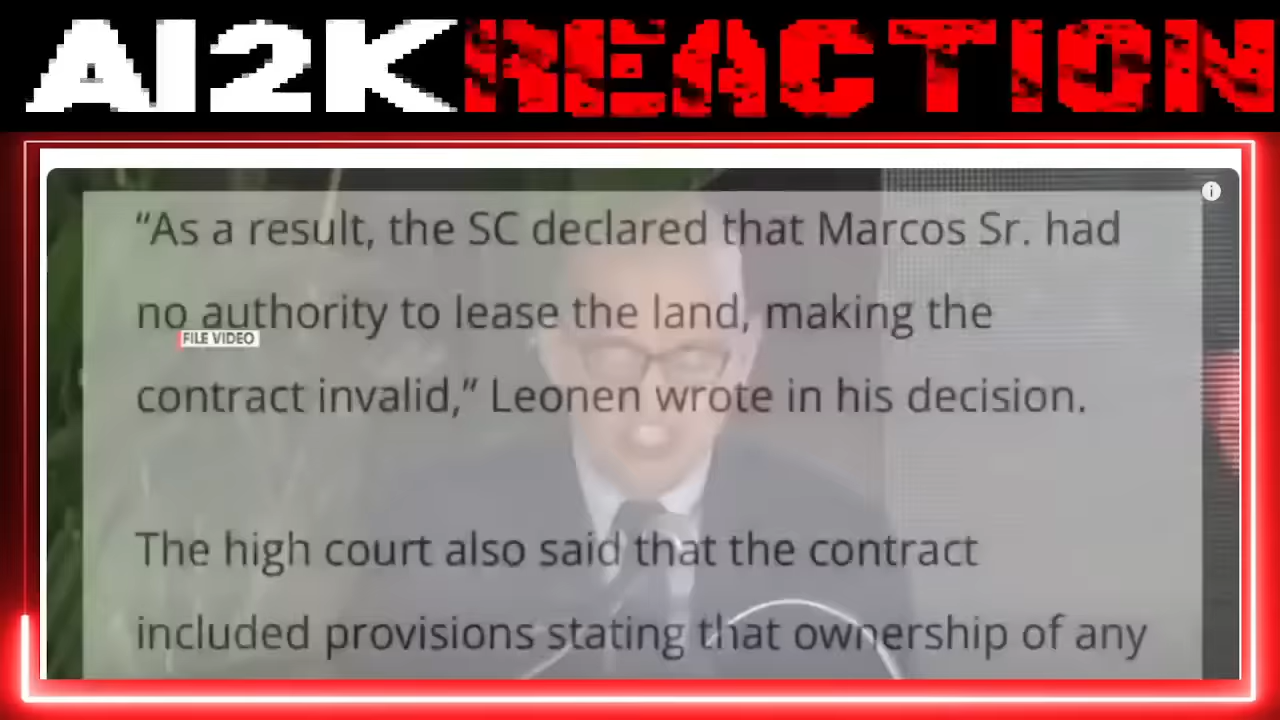 AI2KREACTION
“As a result, the SC declared that Marcos Sr. had
no authority to lease the land, making the
FILE VIDEO
contract invalid,” Leonen wrote in his decision.
The high court also said that the contract
included provisions stating that ownership of any